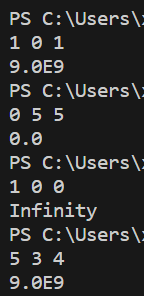 PS C:\Users\
1 0 1
9.0E9
PS C:\Users\
0 5 5
0.0
PS C:\Users\
1 0 0
Infinity
PS C:\Users\
5 3 4
9.0E9